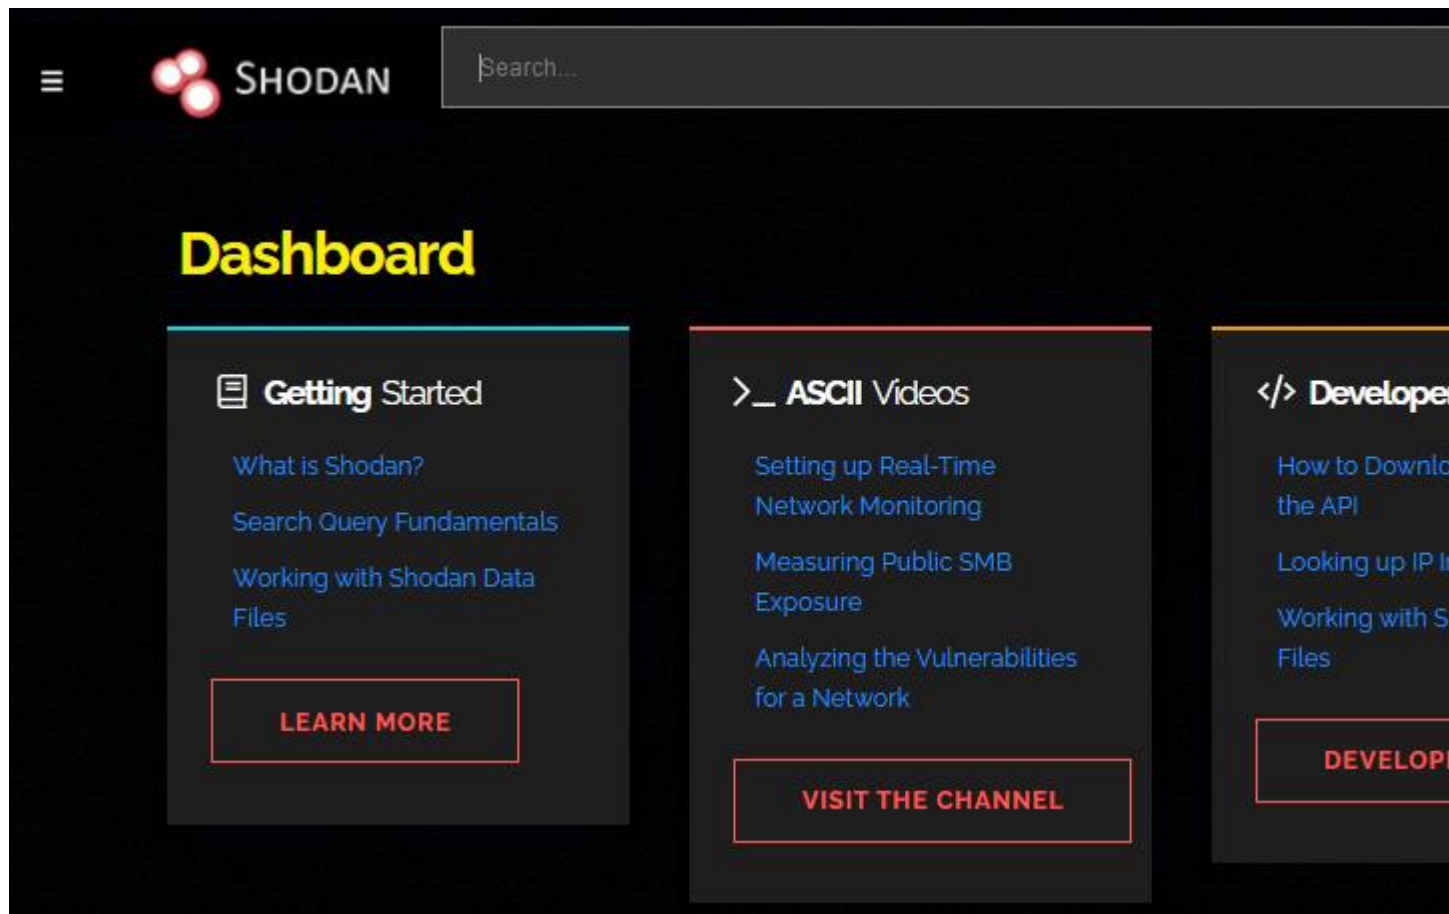 SHODAN
Search...
Dashboard
Getting Started
What is Shodan?
Search Query Fundamentals
Working with Shodan Data
Files
LEARN MORE
>_ ASCII Videos
Setting up Real-Time
Network Monitoring
Measuring Public SMB
Exposure
Analyzing the Vulnerabilities
for a Network
VISIT THE CHANNEL
</> 
How to
the API
Looking up IP
Working with
Files